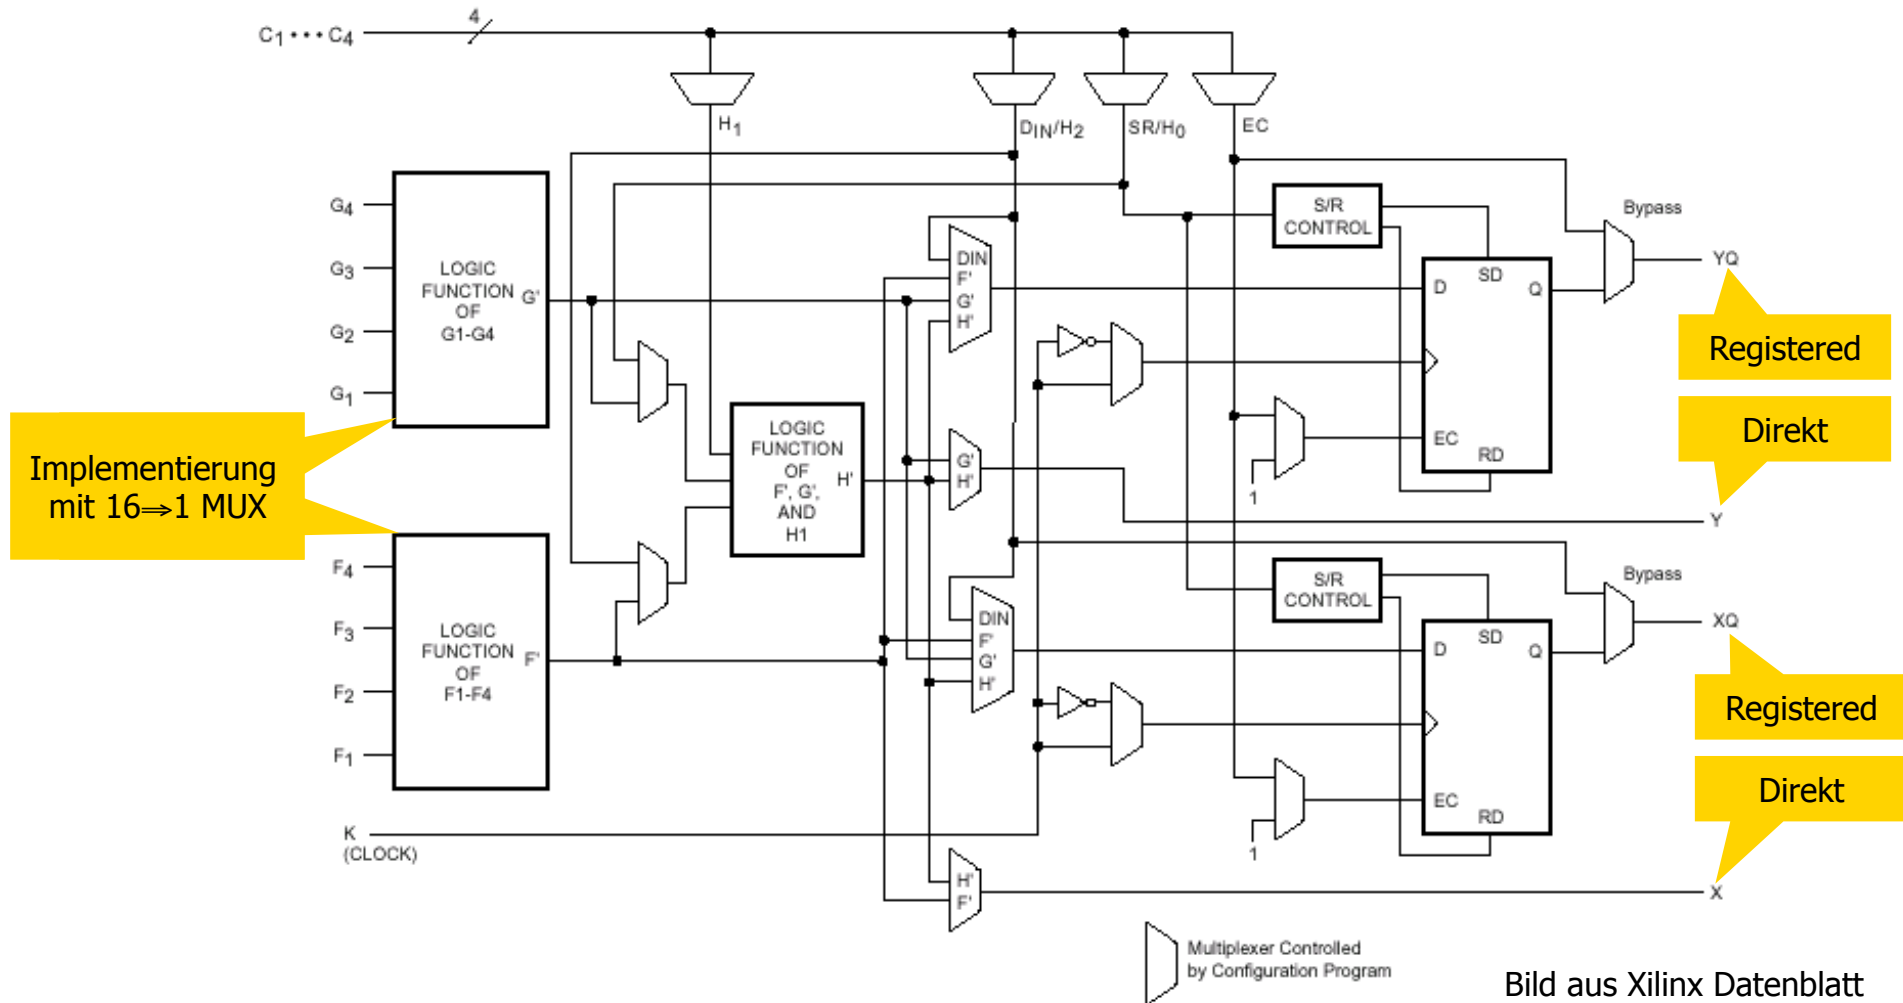 4
C1 • • • C4
H1
DIN/H2
SR/H0
EC
G4
G3
G2
G1
LOGIC
FUNCTION
OF
G1-G4
G'
DIN
F'
G'
H'
S/R
CONTROL
Bypass
D
SD
Q
YQ
EC
RD
1
Registered
Direkt
Implementierung
mit 16⇒1 MUX
LOGIC
FUNCTION
OF
F', G',
AND
H1
H'
G'
H'
Y
F4
F3
F2
F1
LOGIC
FUNCTION
OF
F1-F4
F'
DIN
F'
G'
H'
S/R
CONTROL
Bypass
D
SD
Q
XQ
EC
RD
1
Registered
Direkt
K
(CLOCK)
H'
F'
X
Multiplexer Controlled
by Configuration Program
Bild aus Xilinx Datenblatt